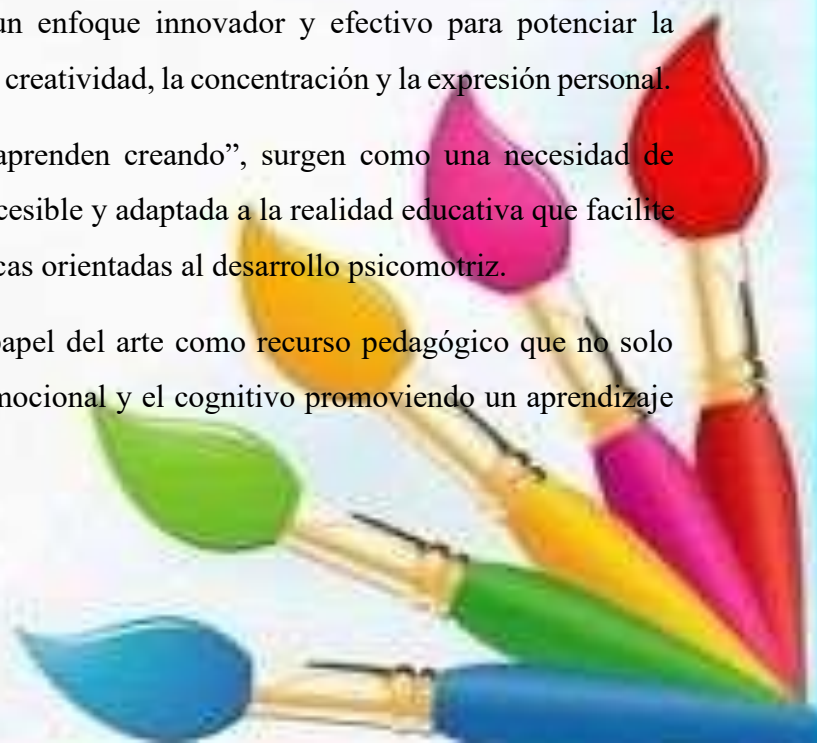 un enfoque innovador y efectivo para potenciar la
creatividad, la concentración y la expresión personal.
aprenden creando”, surgen como una necesidad de
cesible y adaptada a la realidad educativa que facilite
cas orientadas al desarrollo psicomotriz.
papel del arte como recurso pedagógico que no solo
mocional y el cognitivo promoviendo un aprendizaje